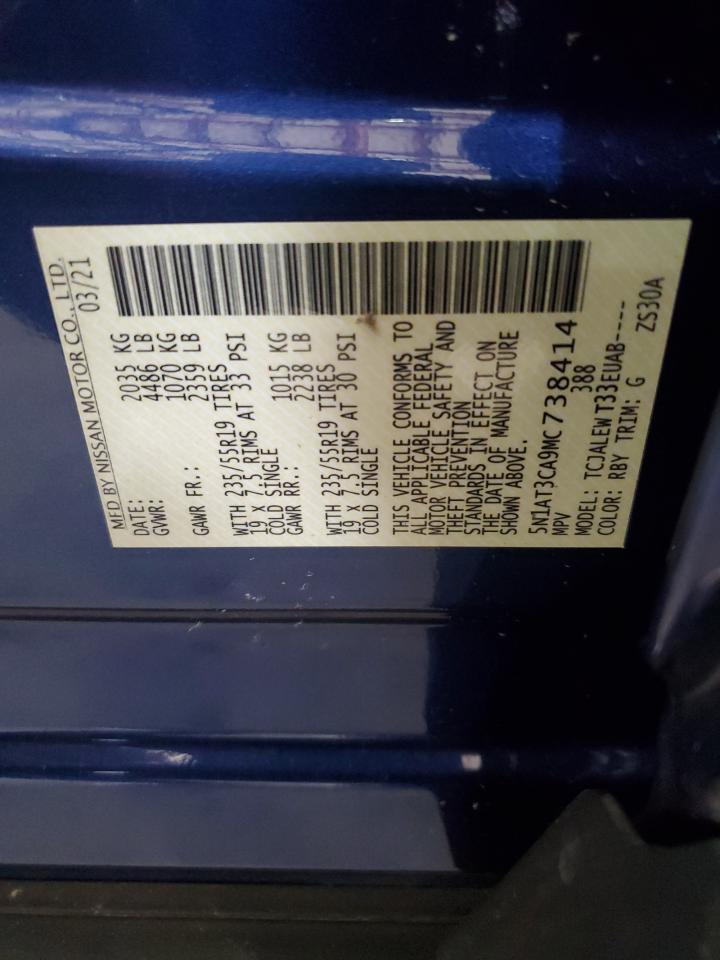 MFD BY NISSAN MOTOR CO., LTD.
DATE: 03/21
GVWR: 2035 KG
4486 LB
GAWR FR.: 1070 KG
2359 LB
WITH 235/55R19 TIRES
19 X 7.5 RIMS AT 33 PSI
COLD SINGLE
GAWR RR.: 1015 KG
2238 LB
WITH 235/55R19 TIRES
19 X 7.5 RIMS AT 30 PSI
COLD SINGLE
THIS VEHICLE CONFORMS TO
ALL APPLICABLE FEDERAL
MOTOR VEHICLE SAFETY AND
THEFT PREVENTION
STANDARDS IN EFFECT ON
THE DATE OF MANUFACTURE
SHOWN ABOVE.
5N1AT3CA9MC738414
MPV 388
MODEL: TCJALEW T33EUAB----
COLOR: RBY TRIM: G ZS30A